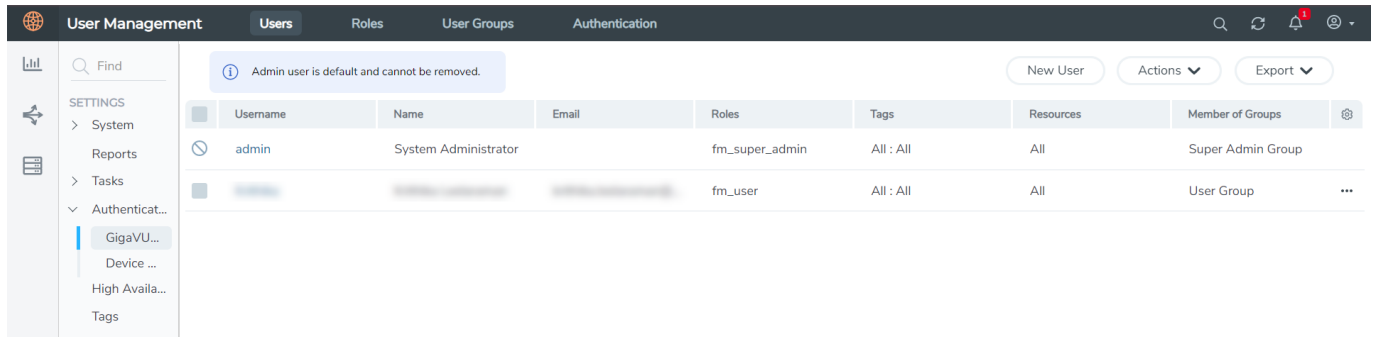 User Management Users Roles User Groups Authentication 1
Find
Admin user is default and cannot be removed. New User Actions Export
SETTINGS
System
Reports
Tasks
Authenticat...
GigaVU...
Device ...
High Availa...
Tags
Username Name Email Roles Tags Resources Member of Groups
admin System Administrator fm_super_admin All : All All Super Admin Group
fm_user All : All All User Group ...